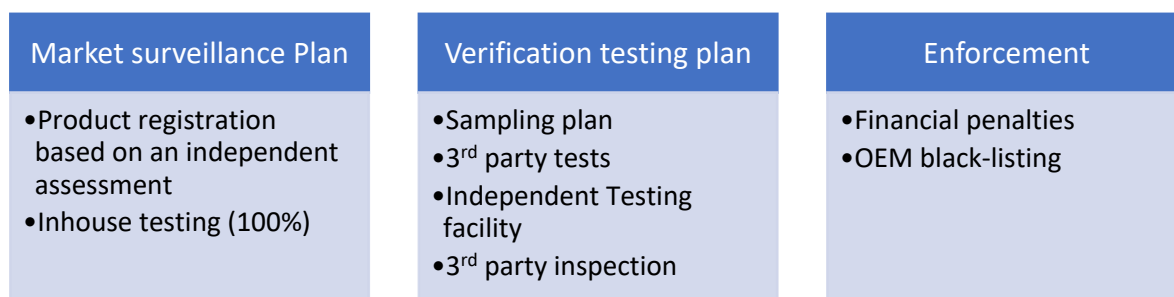 Market surveillance Plan
•Product registration
based on an independent
assessment
•Inhouse testing (100%)
Verification testing plan
•Sampling plan
•3rd party tests
•Independent Testing
facility
•3rd party inspection
Enforcement
•Financial penalties
•OEM black-listing